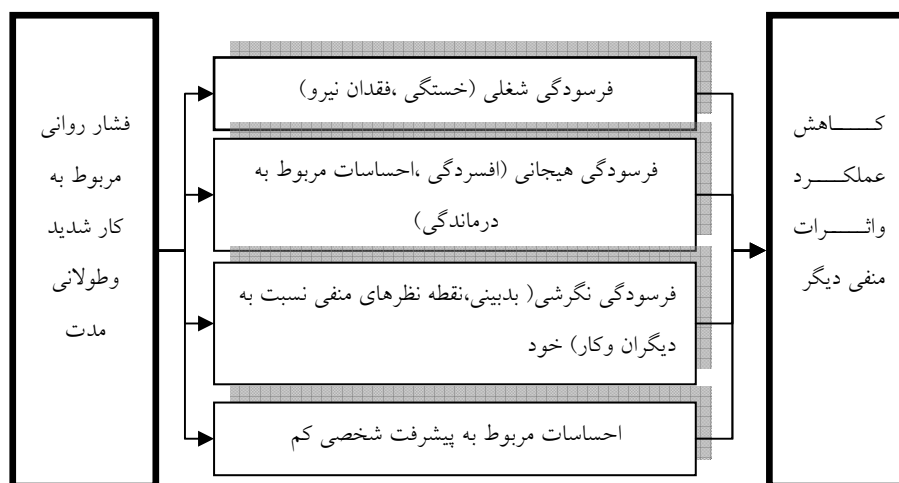 فشار روانی
مربوط به
کار شدید
وطولانی
مدت
فرسودگی شغلی (خستگی ،فقدان نیرو)
فرسودگی هیجانی (افسردگی ،احساسات مربوط به
درماندگی)
فرسودگی نگرشی( بدبینی،نقطه نظرهای منفی نسبت به
دیگران وکار) خود
احساسات مربوط به پیشرفت شخصی کم
کـــــاهش
عملکـــرد
واثـــــرات
منفی دیگر